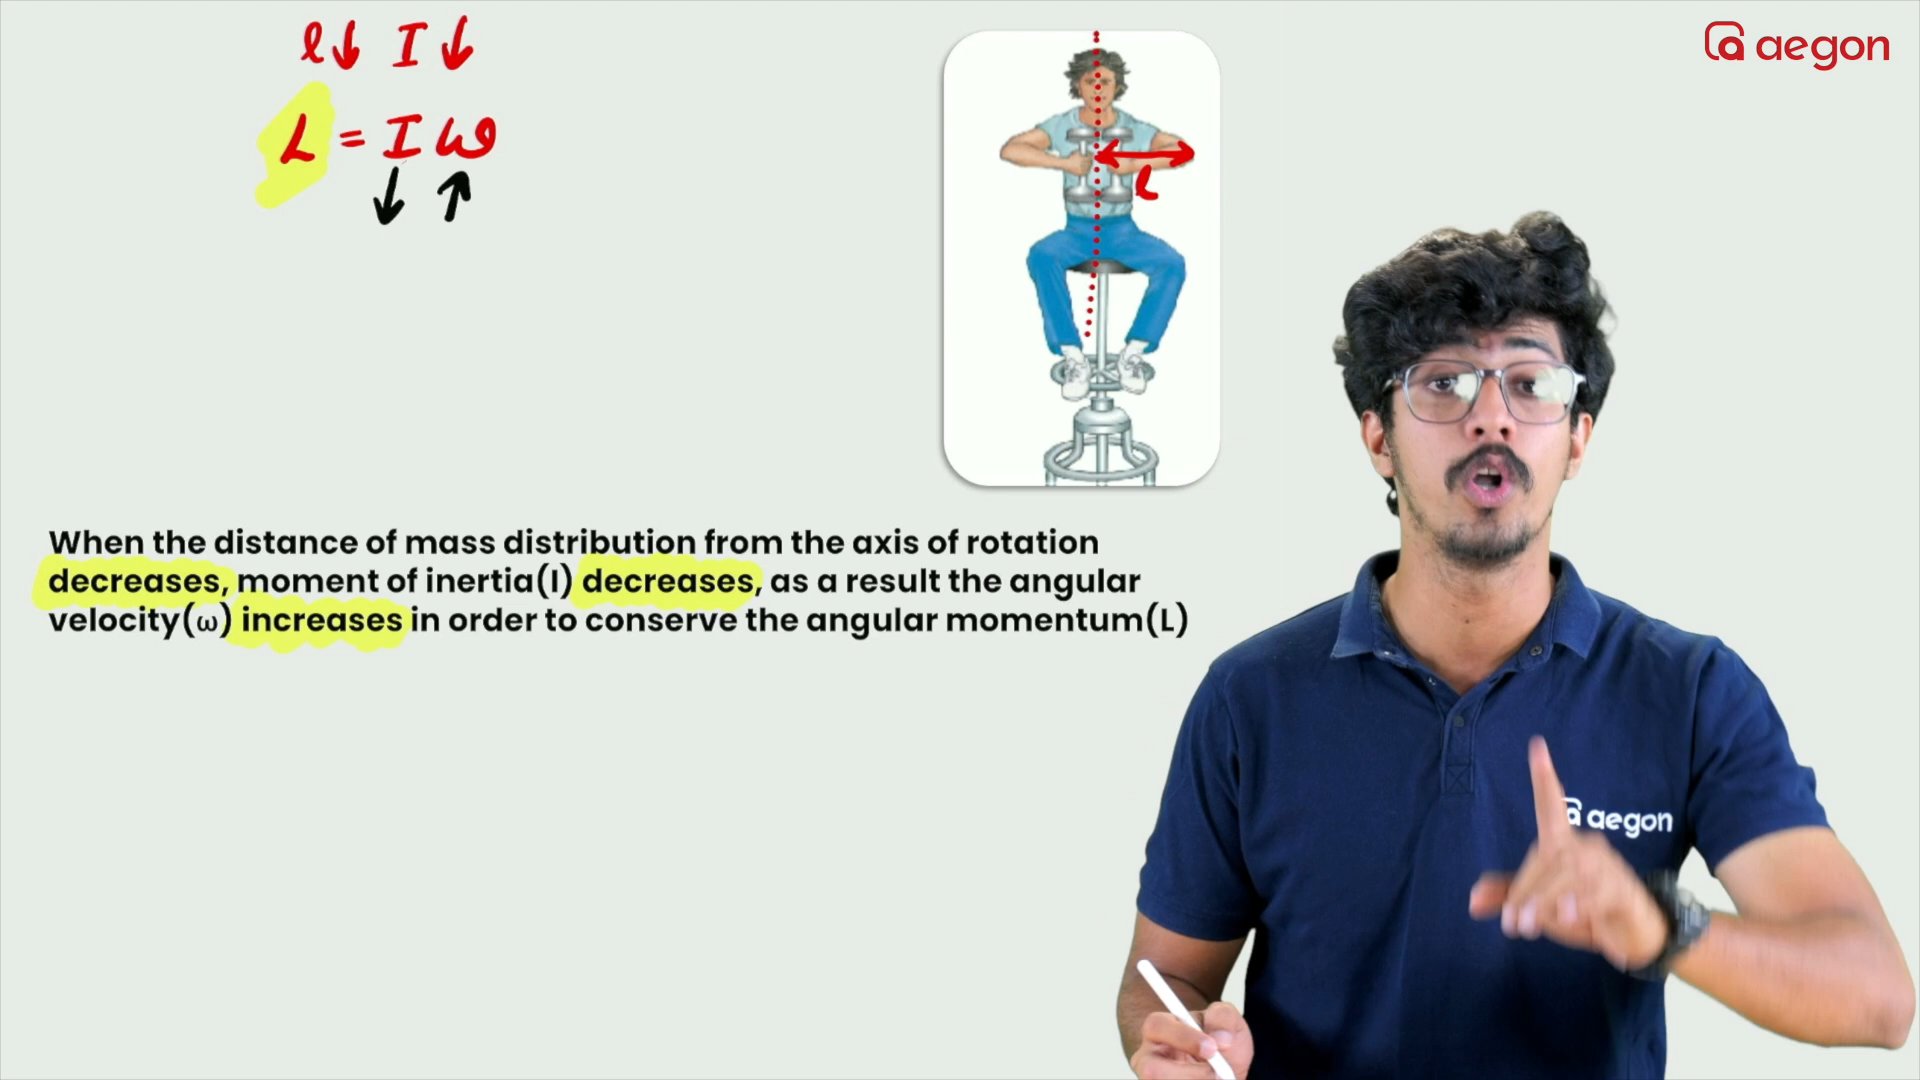 ℓ↓ I↓
L = I ω
↓ ↑
ℓ
aegon
When the distance of mass distribution from the axis of rotation
decreases, moment of inertia(I) decreases, as a result the angular
velocity(ω) increases in order to conserve the angular momentum(L)
aegon